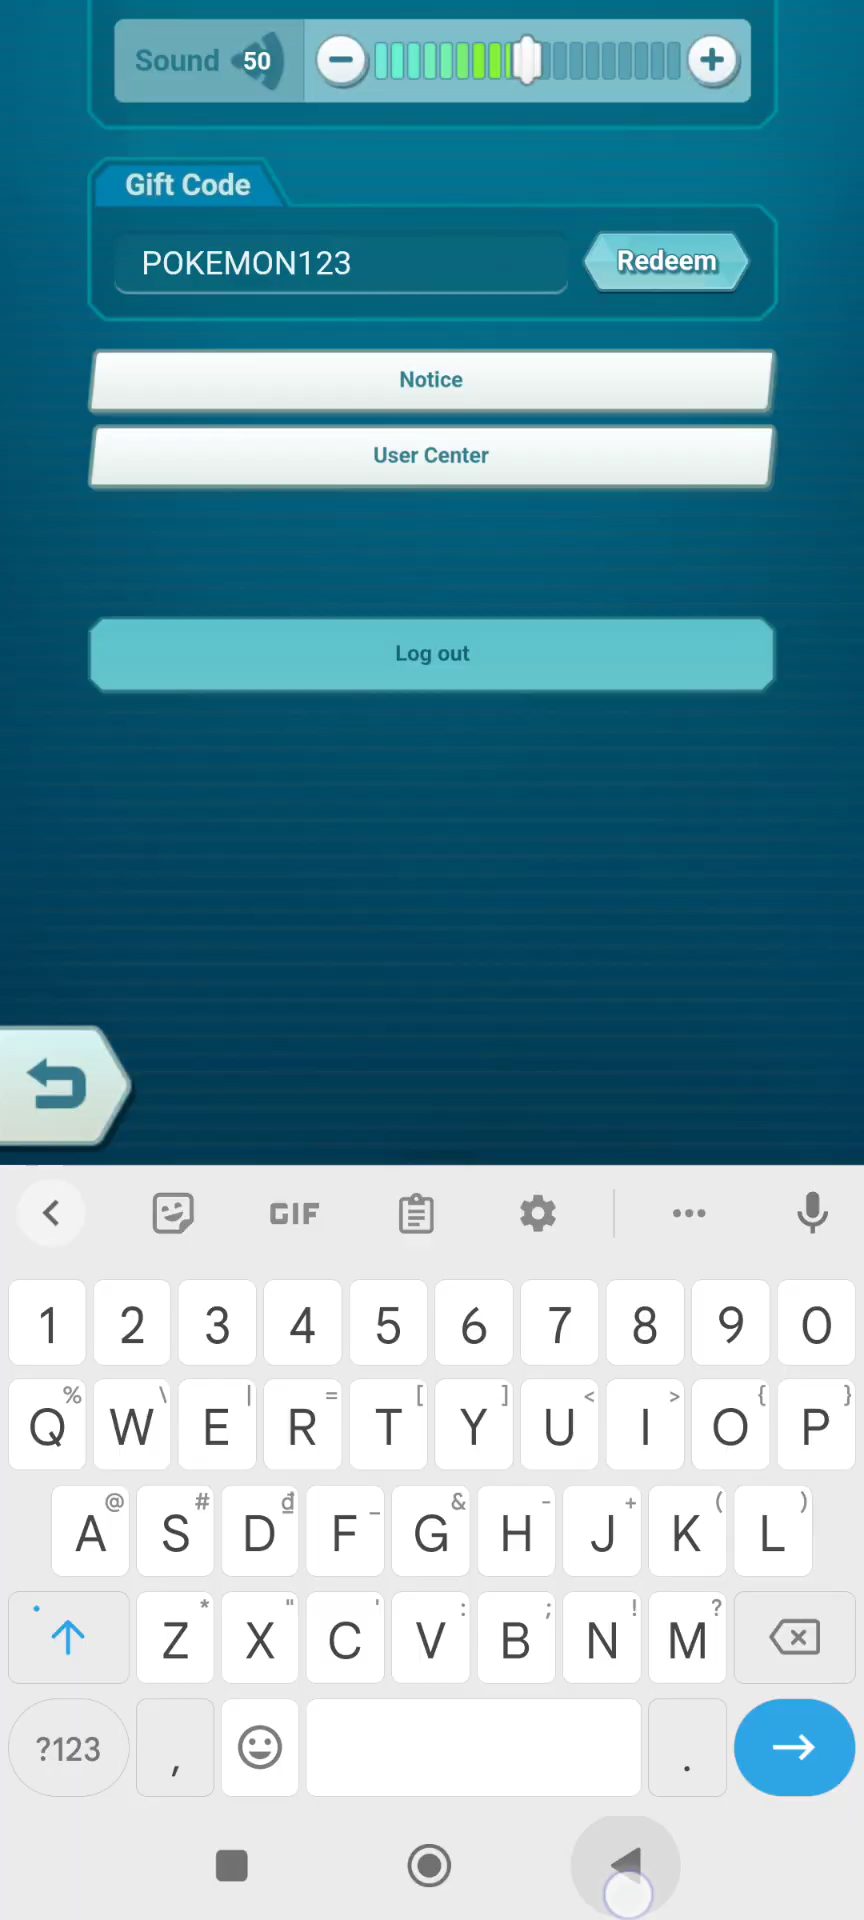 Sound 50 − +
Gift Code
POKEMON123 Redeem
Notice
User Center
Log out
GIF
1 2 3 4 5 6 7 8 9 0
% \ | = [ ] < > { }
Q W E R T Y U I O P
@ # ₫ _ & - + ( )
A S D F G H J K L
* " ' : ; ! ?
Z X C V B N M
?123 , .